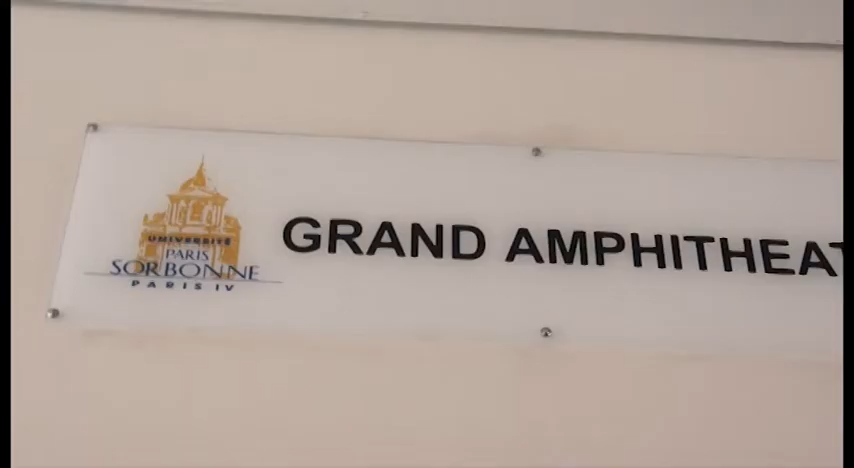 UNIVERSITÉ
PARIS
SORBONNE
PARIS IV
GRAND AMPHITHEAT